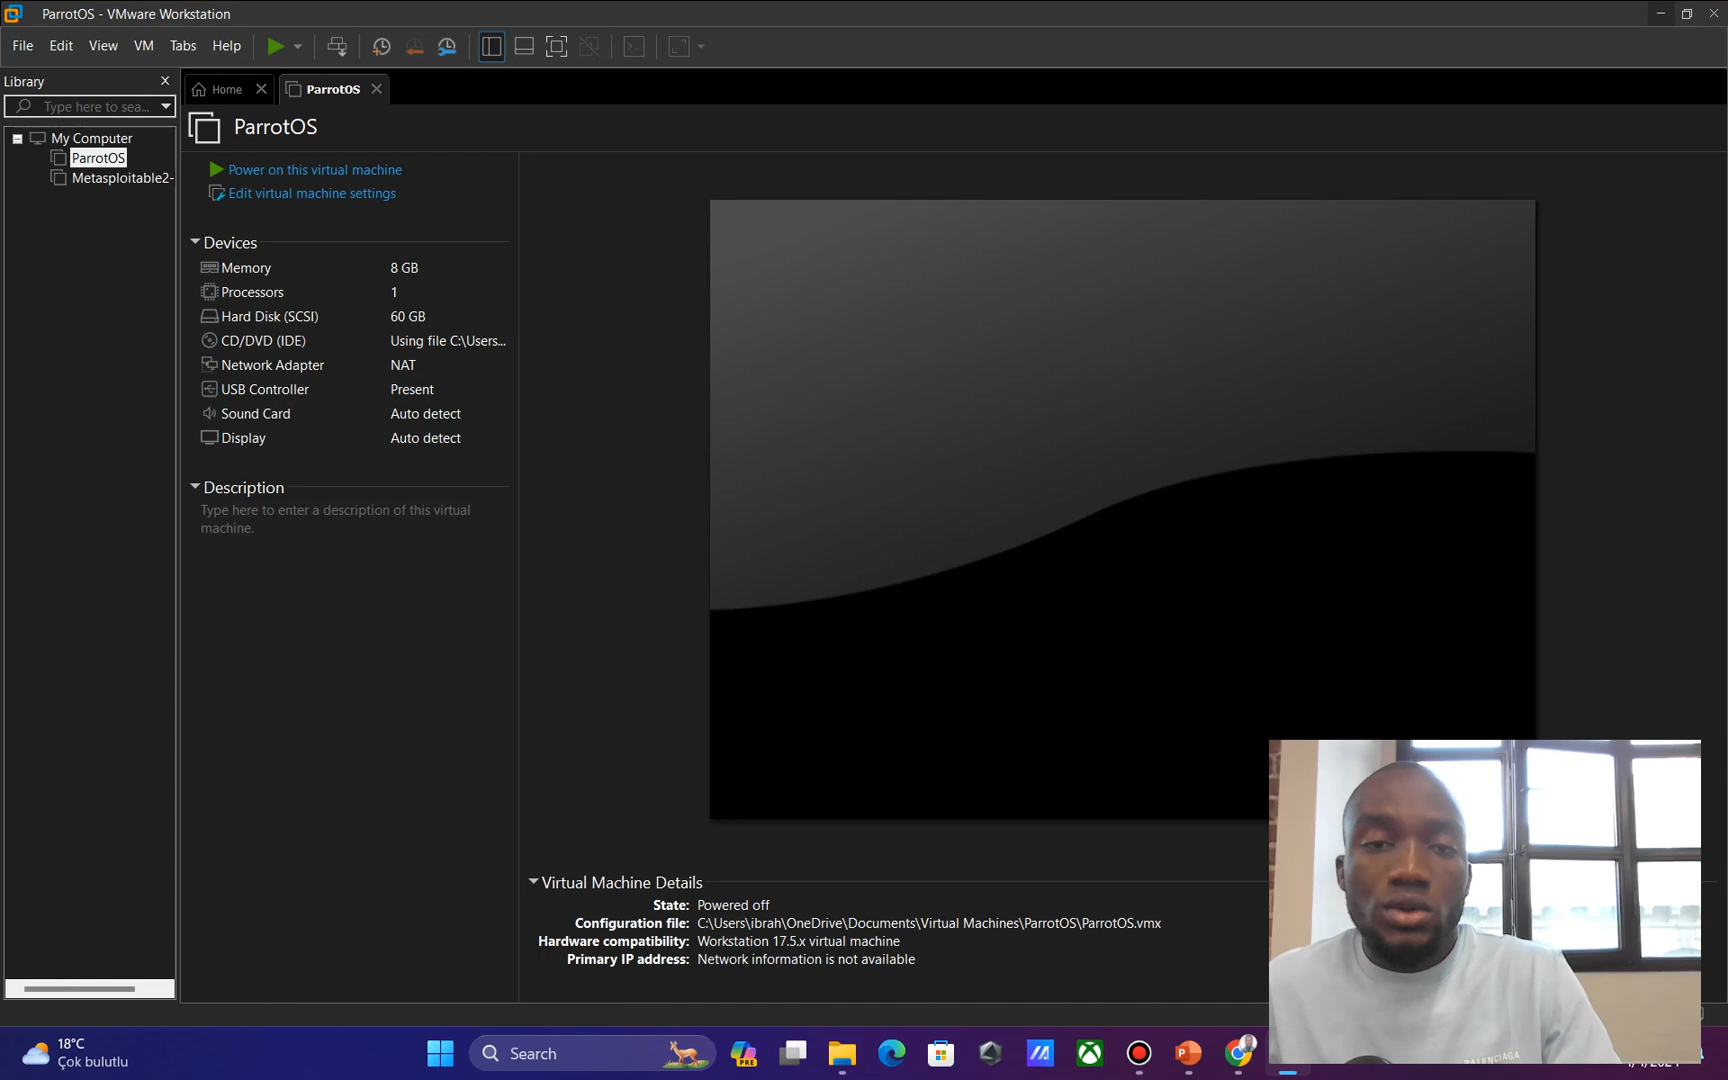 ParrotOS - VMware Workstation
File Edit View VM Tabs Help
Library
Home
ParrotOS
Type here to sea...
My Computer
ParrotOS
Metasploitable2-
ParrotOS
Power on this virtual machine
Edit virtual machine settings
Devices
Memory 8 GB
Processors 1
Hard Disk (SCSI) 60 GB
CD/DVD (IDE) Using file C:\Users...
Network Adapter NAT
USB Controller Present
Sound Card Auto detect
Display Auto detect
Description
Type here to enter a description of this virtual
machine.
Virtual Machine Details
State: Powered off
Configuration file: C:\Users\ibrah\OneDrive\Documents\Virtual Machines\ParrotOS\ParrotOS.vmx
Hardware compatibility: Workstation 17.5.x virtual machine
Primary IP address: Network information is not available
18°C
Çok bulutlu
Search
PRE